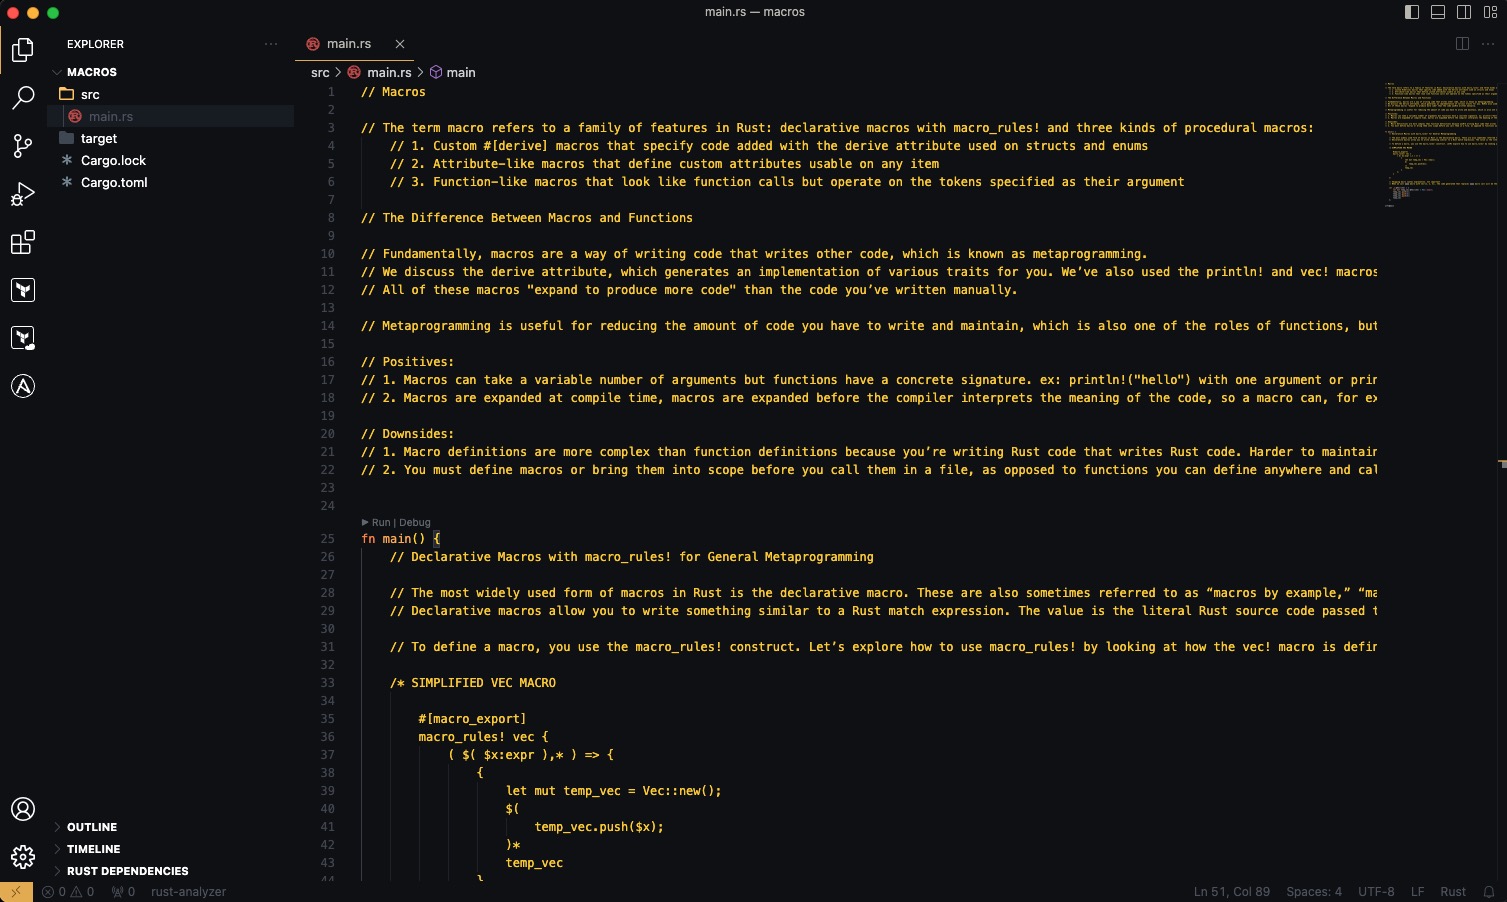 main.rs — macros
EXPLORER
MACROS
src
main.rs
target
Cargo.lock
Cargo.toml
OUTLINE
TIMELINE
RUST DEPENDENCIES
main.rs
src > main.rs > main
1 // Macros
2
3 // The term macro refers to a family of features in Rust: declarative macros with macro_rules! and three kinds of procedural macros:
4 // 1. Custom #[derive] macros that specify code added with the derive attribute used on structs and enums
5 // 2. Attribute-like macros that define custom attributes usable on any item
6 // 3. Function-like macros that look like function calls but operate on the tokens specified as their argument
7
8 // The Difference Between Macros and Functions
9
10 // Fundamentally, macros are a way of writing code that writes other code, which is known as metaprogramming.
11 // We discuss the derive attribute, which generates an implementation of various traits for you. We’ve also used the println! and vec! macros
12 // All of these macros "expand to produce more code" than the code you’ve written manually.
13
14 // Metaprogramming is useful for reducing the amount of code you have to write and maintain, which is also one of the roles of functions, but
15
16 // Positives:
17 // 1. Macros can take a variable number of arguments but functions have a concrete signature. ex: println!("hello") with one argument or prin
18 // 2. Macros are expanded at compile time, macros are expanded before the compiler interprets the meaning of the code, so a macro can, for ex
19
20 // Downsides:
21 // 1. Macro definitions are more complex than function definitions because you’re writing Rust code that writes Rust code. Harder to maintain
22 // 2. You must define macros or bring them into scope before you call them in a file, as opposed to functions you can define anywhere and cal
23
24
Run | Debug
25 fn main() {
26 // Declarative Macros with macro_rules! for General Metaprogramming
27
28 // The most widely used form of macros in Rust is the declarative macro. These are also sometimes referred to as “macros by example,” “ma
29 // Declarative macros allow you to write something similar to a Rust match expression. The value is the literal Rust source code passed t
30
31 // To define a macro, you use the macro_rules! construct. Let’s explore how to use macro_rules! by looking at how the vec! macro is defin
32
33 /* SIMPLIFIED VEC MACRO
34
35 #[macro_export]
36 macro_rules! vec {
37 ( $( $x:expr ),* ) => {
38 {
39 let mut temp_vec = Vec::new();
40 $(
41 temp_vec.push($x);
42 )*
43 temp_vec
44 }
0 0 0 rust-analyzer
Ln 51, Col 89 Spaces: 4 UTF-8 LF Rust